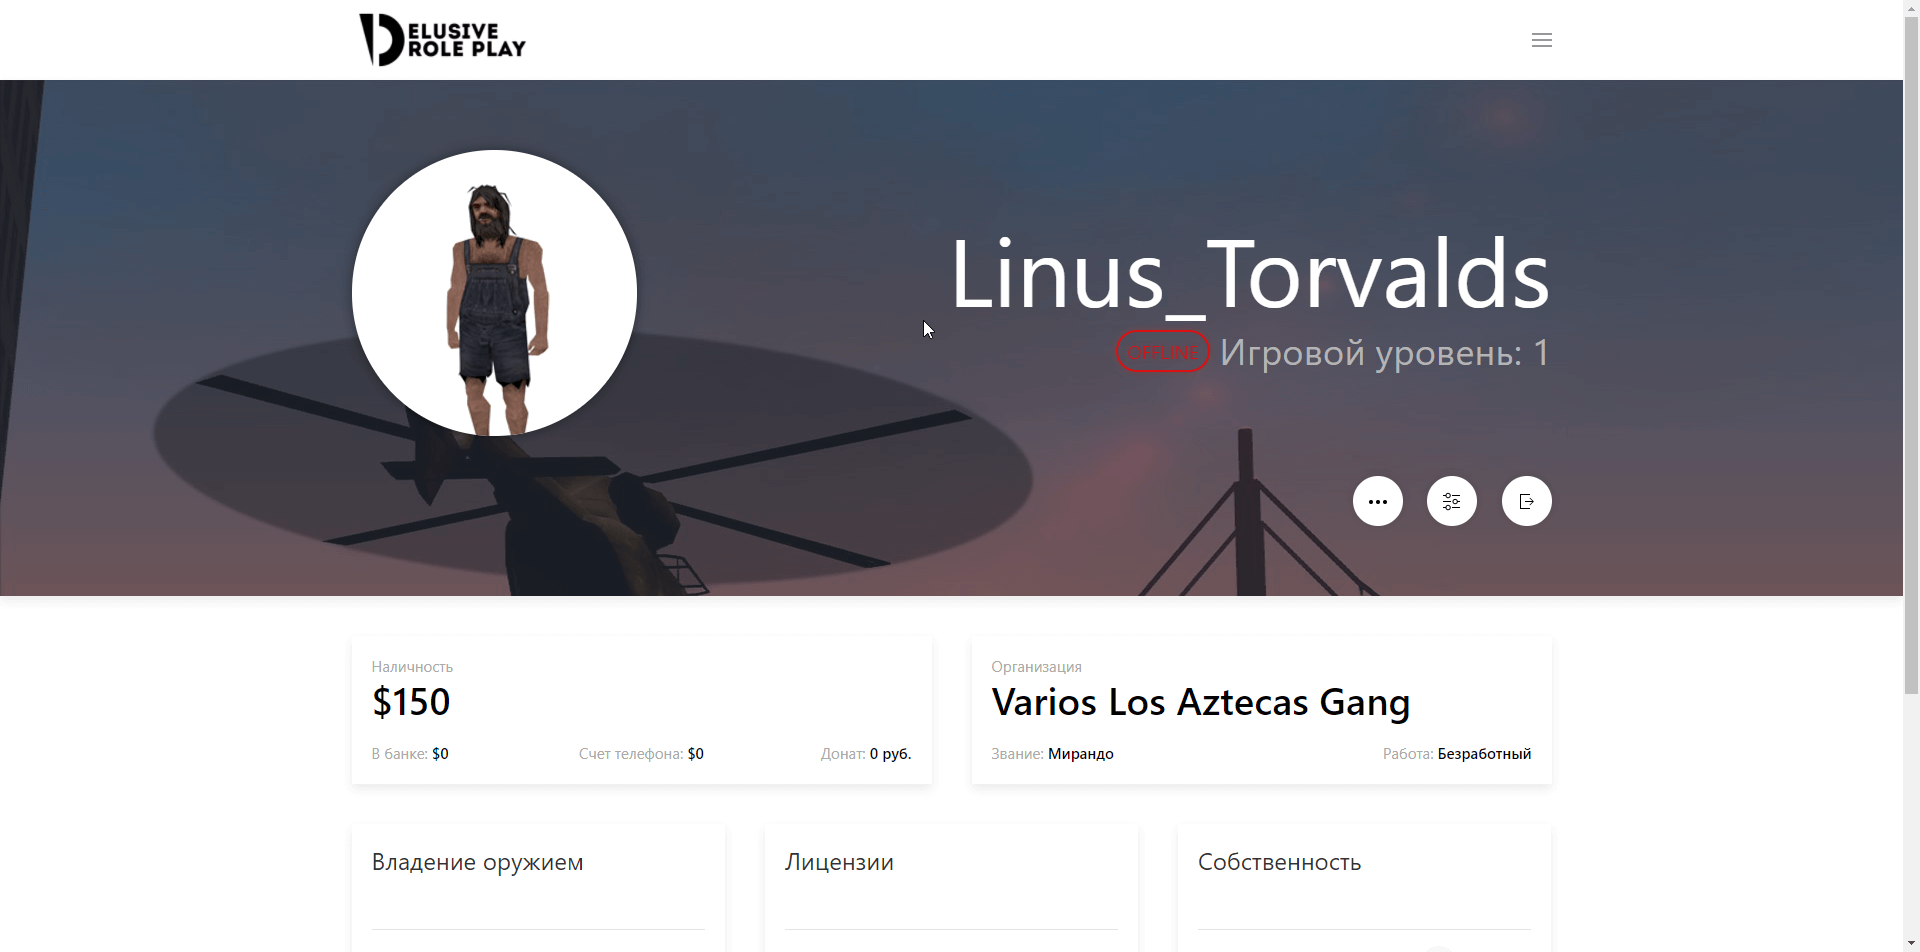 ELUSIVE
ROLE PLAY
Linus_Torvalds
OFFLINE Игровой уровень: 1
Наличность
$150
В банке: $0 Счет телефона: $0 Донат: 0 руб.
Организация
Varios Los Aztecas Gang
Звание: Мирандо Работа: Безработный
Владение оружием
Лицензии
Собственность